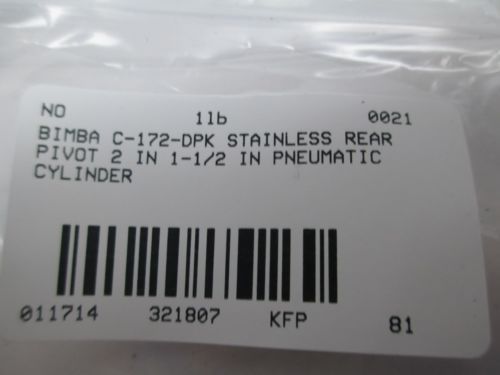 NO 1lb 0021
BIMBA C-172-DPK STAINLESS REAR
PIVOT 2 IN 1-1/2 IN PNEUMATIC
CYLINDER
011714 321807 KFP 81